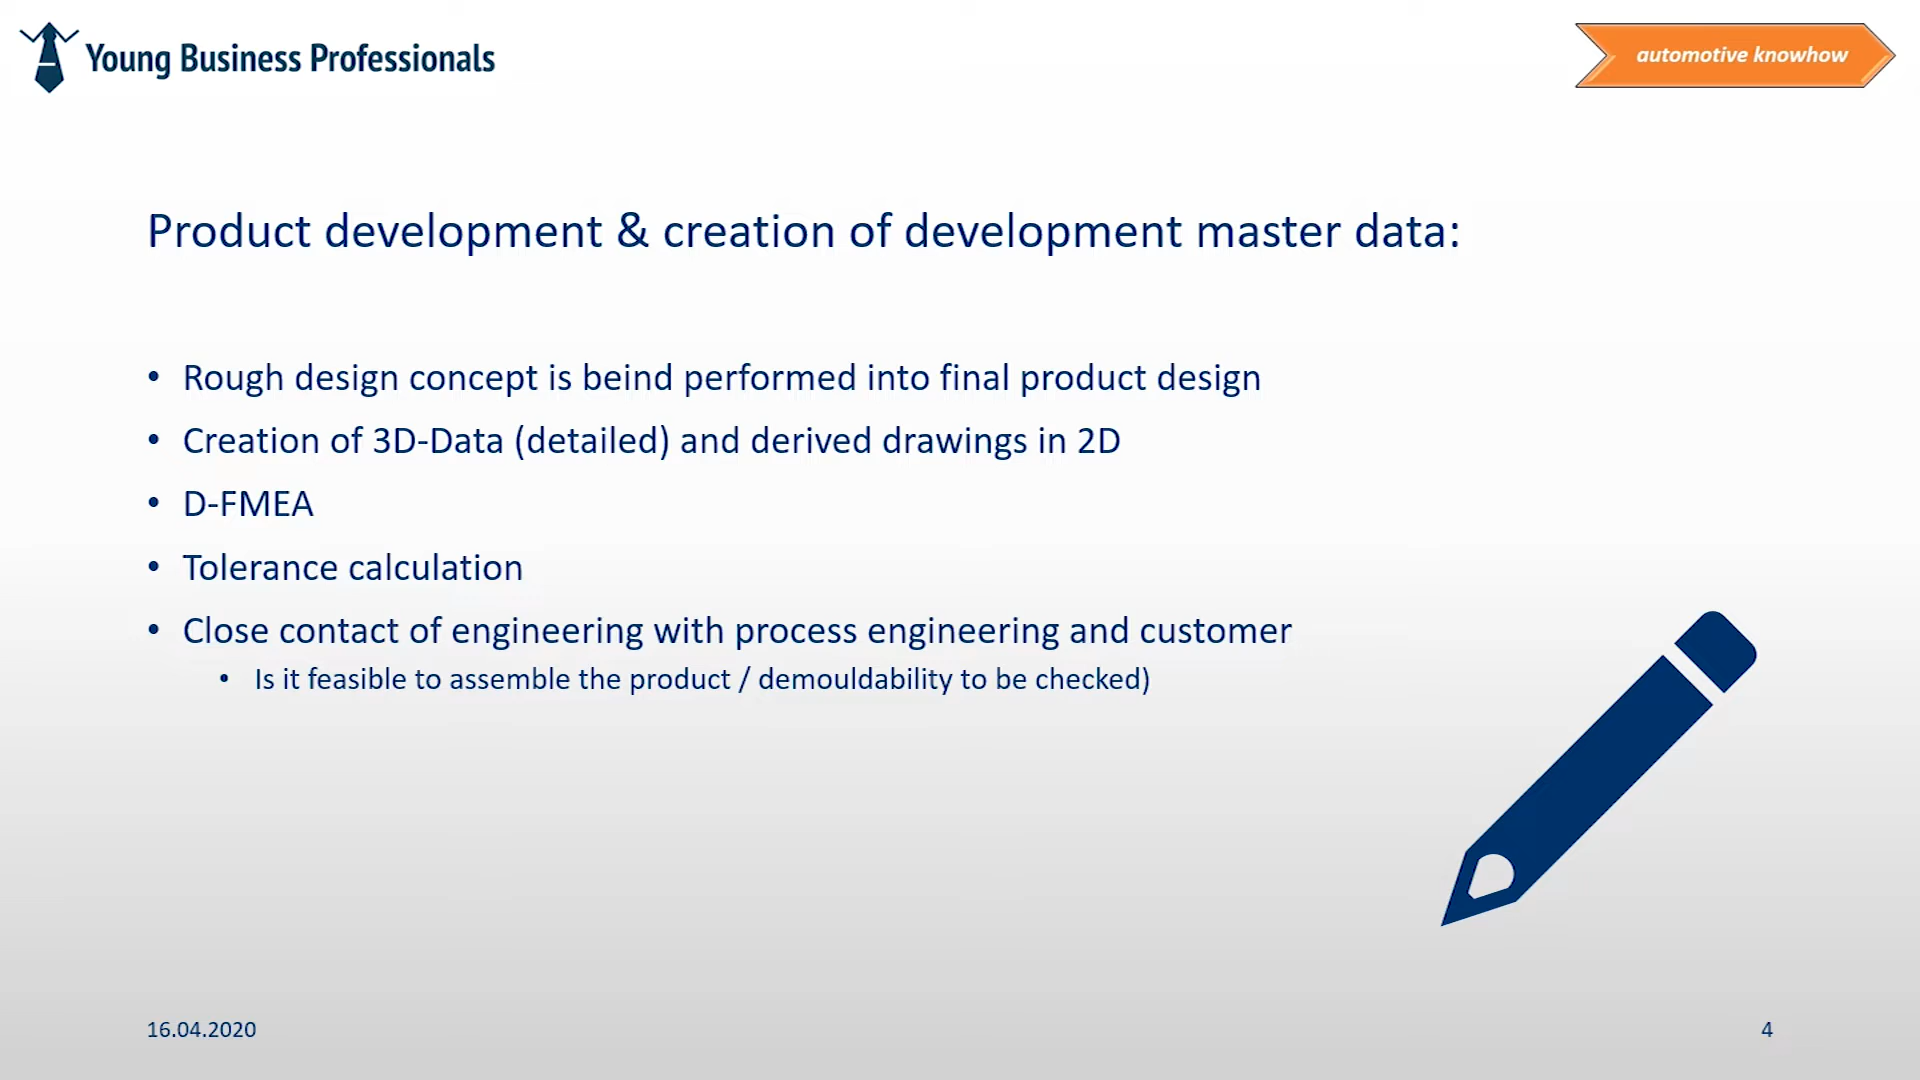 Young Business Professionals
automotive knowhow
Product development & creation of development master data:
• Rough design concept is beind performed into final product design
• Creation of 3D-Data (detailed) and derived drawings in 2D
• D-FMEA
• Tolerance calculation
• Close contact of engineering with process engineering and customer
• Is it feasible to assemble the product / demouldability to be checked)
16.04.2020
4